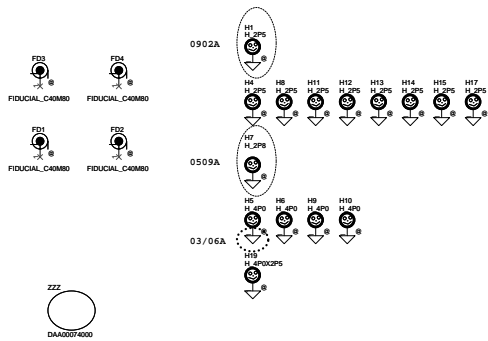 H1
H_2P5
0902A
FD3
FD4
@
@
@
FIDUCIAL_C40M80
FIDUCIAL_C40M80
H4 H8 H11 H12 H13 H14 H15 H17
H_2P5 H_2P5 H_2P5 H_2P5 H_2P5 H_2P5 H_2P5 H_2P5
@ @ @ @ @ @ @ @
FD1
FD2
H7
H_2P8
0509A
@
@
@
FIDUCIAL_C40M80
FIDUCIAL_C40M80
H5 H6 H9 H10
H_4P0 H_4P0 H_4P0 H_4P0
@ @ @ @
03/06A
H19
H_4P0X2P5
@
ZZZ
DAA00074000